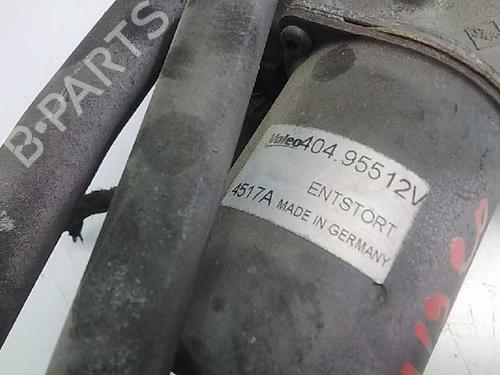 B-PARTS
Valeo 404.955 12V
ENTSTÖRT
4517A MADE IN GERMANY